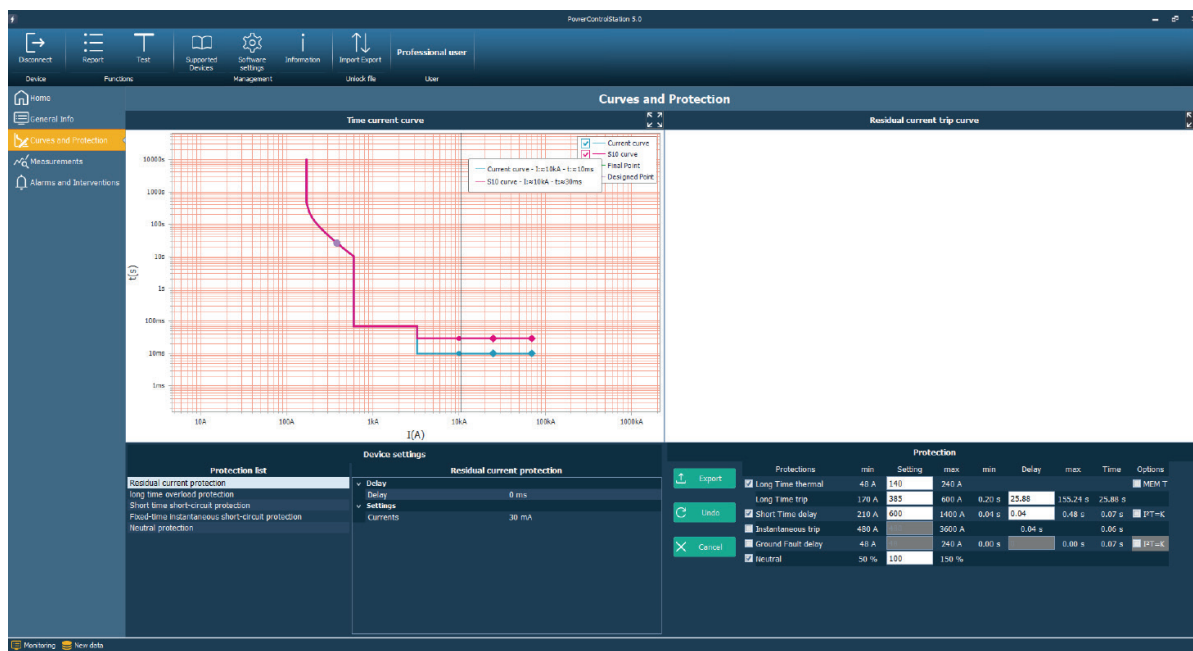 PowerControlStation 5.0
Disconnect
Report
Test
Supported Devices
Software settings
Information
Import Export
Professional user
Device
Functions
Management
Unlock file
User
Home
General Info
Curves and Protection
Measurements
Alarms and Interventions
Curves and Protection
Time current curve
Residual current trip curve
Current curve
S10 curve
Final Point
Designed Point
Current curve - I:≈10kA - t:≈10ms
S10 curve - I:≈10kA - t:≈30ms
t(s)
10000s
1000s
100s
10s
1s
100ms
10ms
1ms
10A 100A 1kA 10kA 100kA 1000kA
I(A)
Device settings
Protection list
Residual current protection
long time overload protection
Short time short-circuit protection
Fixed-time instantaneous short-circuit protection
Neutral protection
Residual current protection
Delay
Delay 0 ms
Settings
Currents 30 mA
Protection
Export
Undo
Cancel
Protections min Setting max min Delay max Time Options
Long Time thermal 48 A 140 240 A MEM T
Long Time trip 170 A 385 600 A 0.20 s 25.88 155.24 s 25.88 s
Short Time delay 210 A 600 1400 A 0.04 s 0.04 0.48 s 0.07 s I²T=K
Instantaneous trip 480 A 3600 A 0.04 s 0.06 s
Ground Fault delay 48 A 240 A 0.00 s 0.00 s 0.07 s I²T=K
Neutral 50 % 100 150 %
Monitoring New data